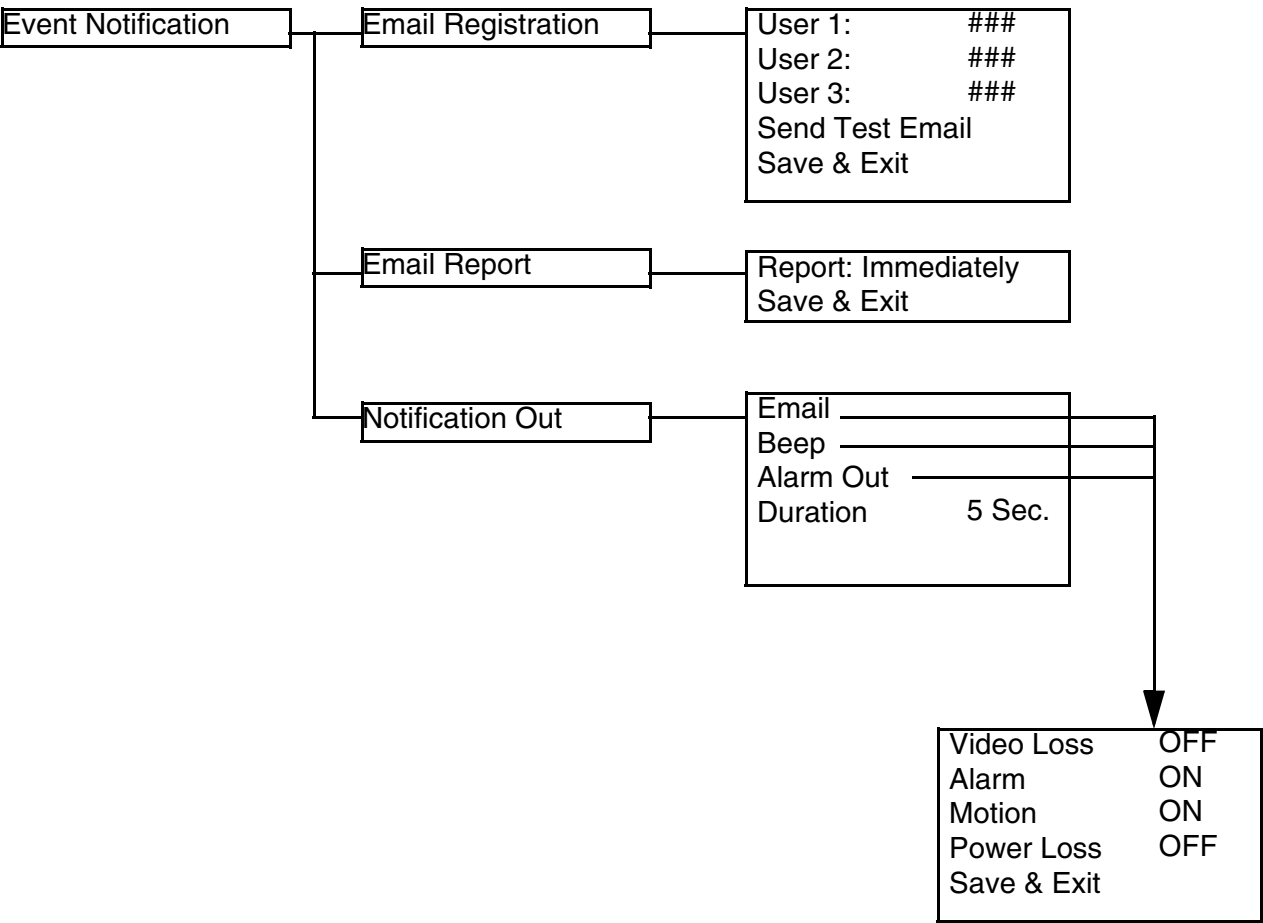 Event Notification
Email Registration
User 1: ###
User 2: ###
User 3: ###
Send Test Email
Save & Exit
Email Report
Report: Immediately
Save & Exit
Notification Out
Email
Beep
Alarm Out
Duration 5 Sec.
Video Loss OFF
Alarm ON
Motion ON
Power Loss OFF
Save & Exit